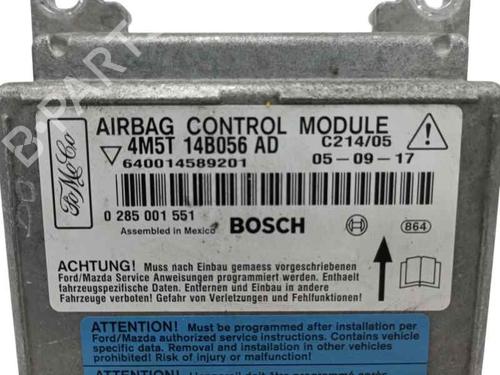 AIRBAG CONTROL MODULE
4M5T 14B056 AD
C214/05
640014589201
05-09-17
FoMoCo
0 285 001 551
BOSCH
Assembled in Mexico
864
ACHTUNG! Muss nach Einbau gemaess vorgeschriebenen
Ford/Mazda Service Anweisungen programmiert werden. Enthaelt
fahrzeugspezifische Daten. Entfernen und Einbau in andere
Fahrzeuge verboten! Gefahr von Verletzungen und Fehlfunktionen!
ATTENTION! Must be programmed after installation per
Ford/Mazda authorized service instructions. Contains vehicle
specific data. Removal and installation in other vehicles
prohibited! Risk of injury or malfunction!